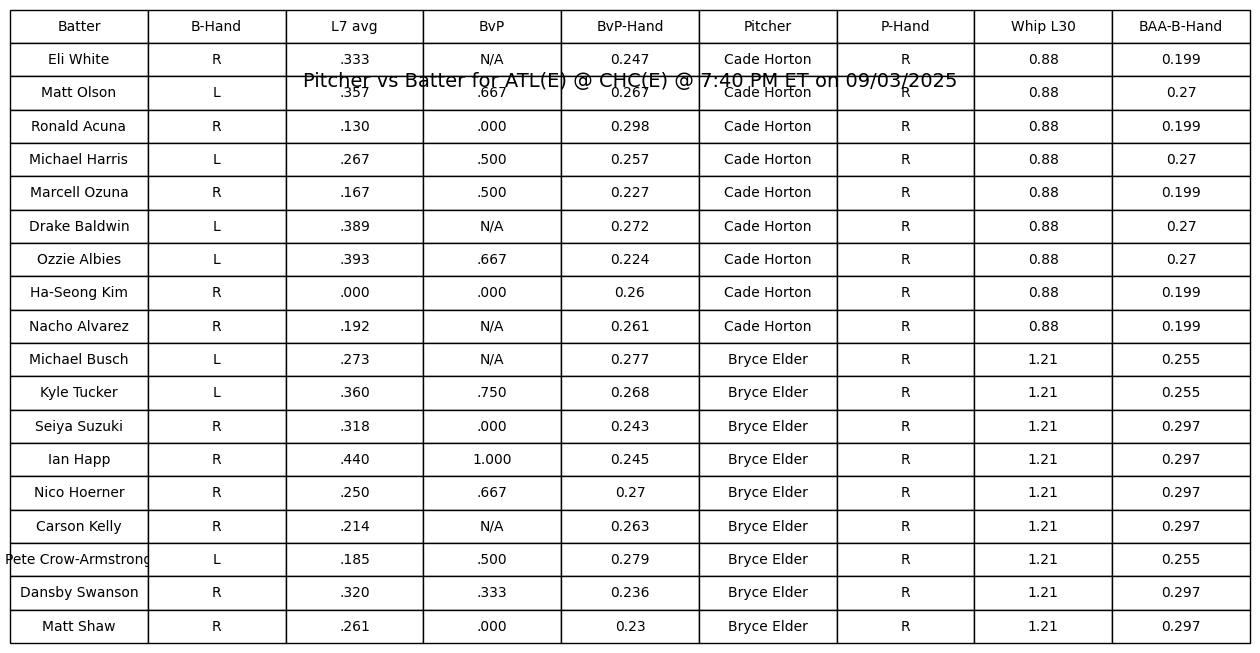 Batter B-Hand L7 avg BvP BvP-Hand Pitcher P-Hand Whip L30 BAA-B-Hand
Eli White R .333 N/A 0.247 Cade Horton R 0.88 0.199
Pitcher vs Batter for ATL(E) @ CHC(E) @ 7:40 PM ET on 09/03/2025
Matt Olson L .357 .667 0.267 Cade Horton R 0.88 0.27
Ronald Acuna R .130 .000 0.298 Cade Horton R 0.88 0.199
Michael Harris L .267 .500 0.257 Cade Horton R 0.88 0.27
Marcell Ozuna R .167 .500 0.227 Cade Horton R 0.88 0.199
Drake Baldwin L .389 N/A 0.272 Cade Horton R 0.88 0.27
Ozzie Albies L .393 .667 0.224 Cade Horton R 0.88 0.27
Ha-Seong Kim R .000 .000 0.26 Cade Horton R 0.88 0.199
Nacho Alvarez R .192 N/A 0.261 Cade Horton R 0.88 0.199
Michael Busch L .273 N/A 0.277 Bryce Elder R 1.21 0.255
Kyle Tucker L .360 .750 0.268 Bryce Elder R 1.21 0.255
Seiya Suzuki R .318 .000 0.243 Bryce Elder R 1.21 0.297
Ian Happ R .440 1.000 0.245 Bryce Elder R 1.21 0.297
Nico Hoerner R .250 .667 0.27 Bryce Elder R 1.21 0.297
Carson Kelly R .214 N/A 0.263 Bryce Elder R 1.21 0.297
Pete Crow-Armstrong L .185 .500 0.279 Bryce Elder R 1.21 0.255
Dansby Swanson R .320 .333 0.236 Bryce Elder R 1.21 0.297
Matt Shaw R .261 .000 0.23 Bryce Elder R 1.21 0.297